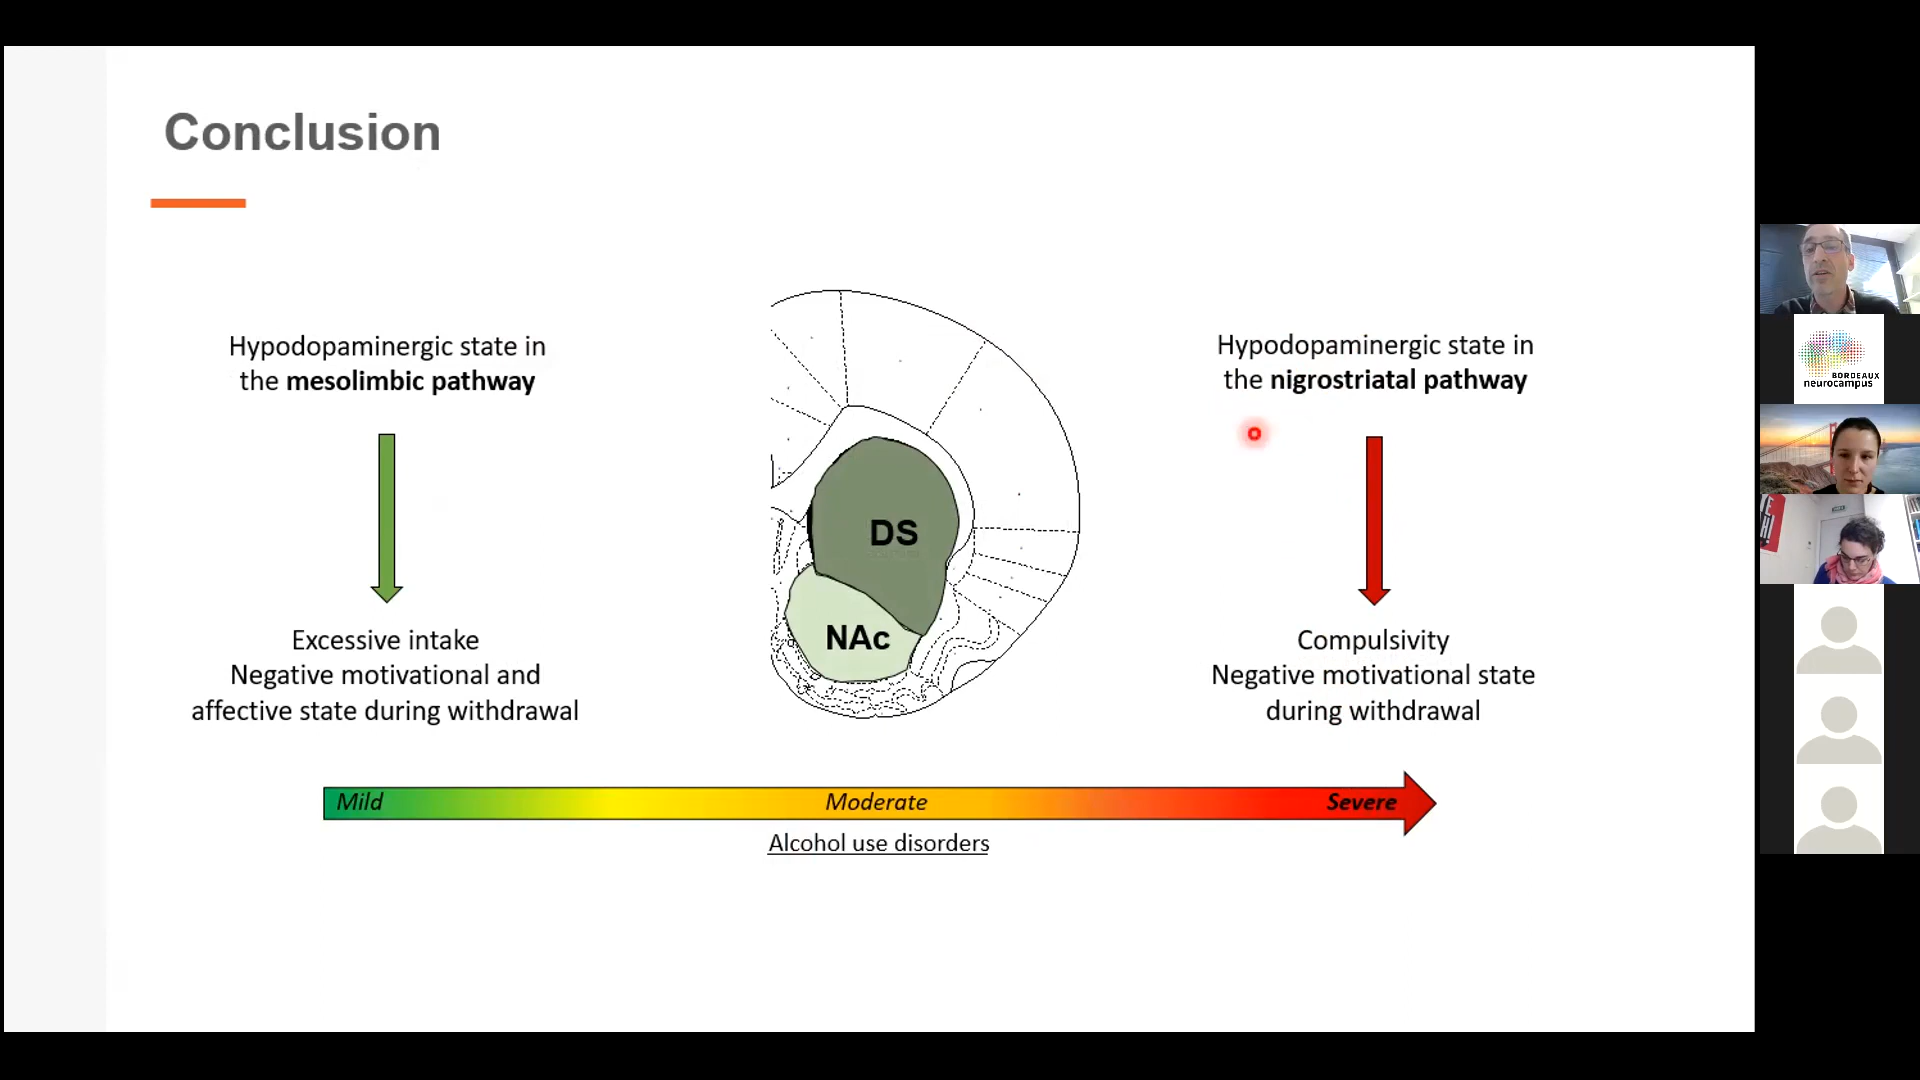 Conclusion
Hypodopaminergic state in
the mesolimbic pathway
Hypodopaminergic state in
the nigrostriatal pathway
DS
NAc
Excessive intake
Negative motivational and
affective state during withdrawal
Compulsivity
Negative motivational state
during withdrawal
Mild
Moderate
Severe
Alcohol use disorders
BORDEAUX
neurocampus